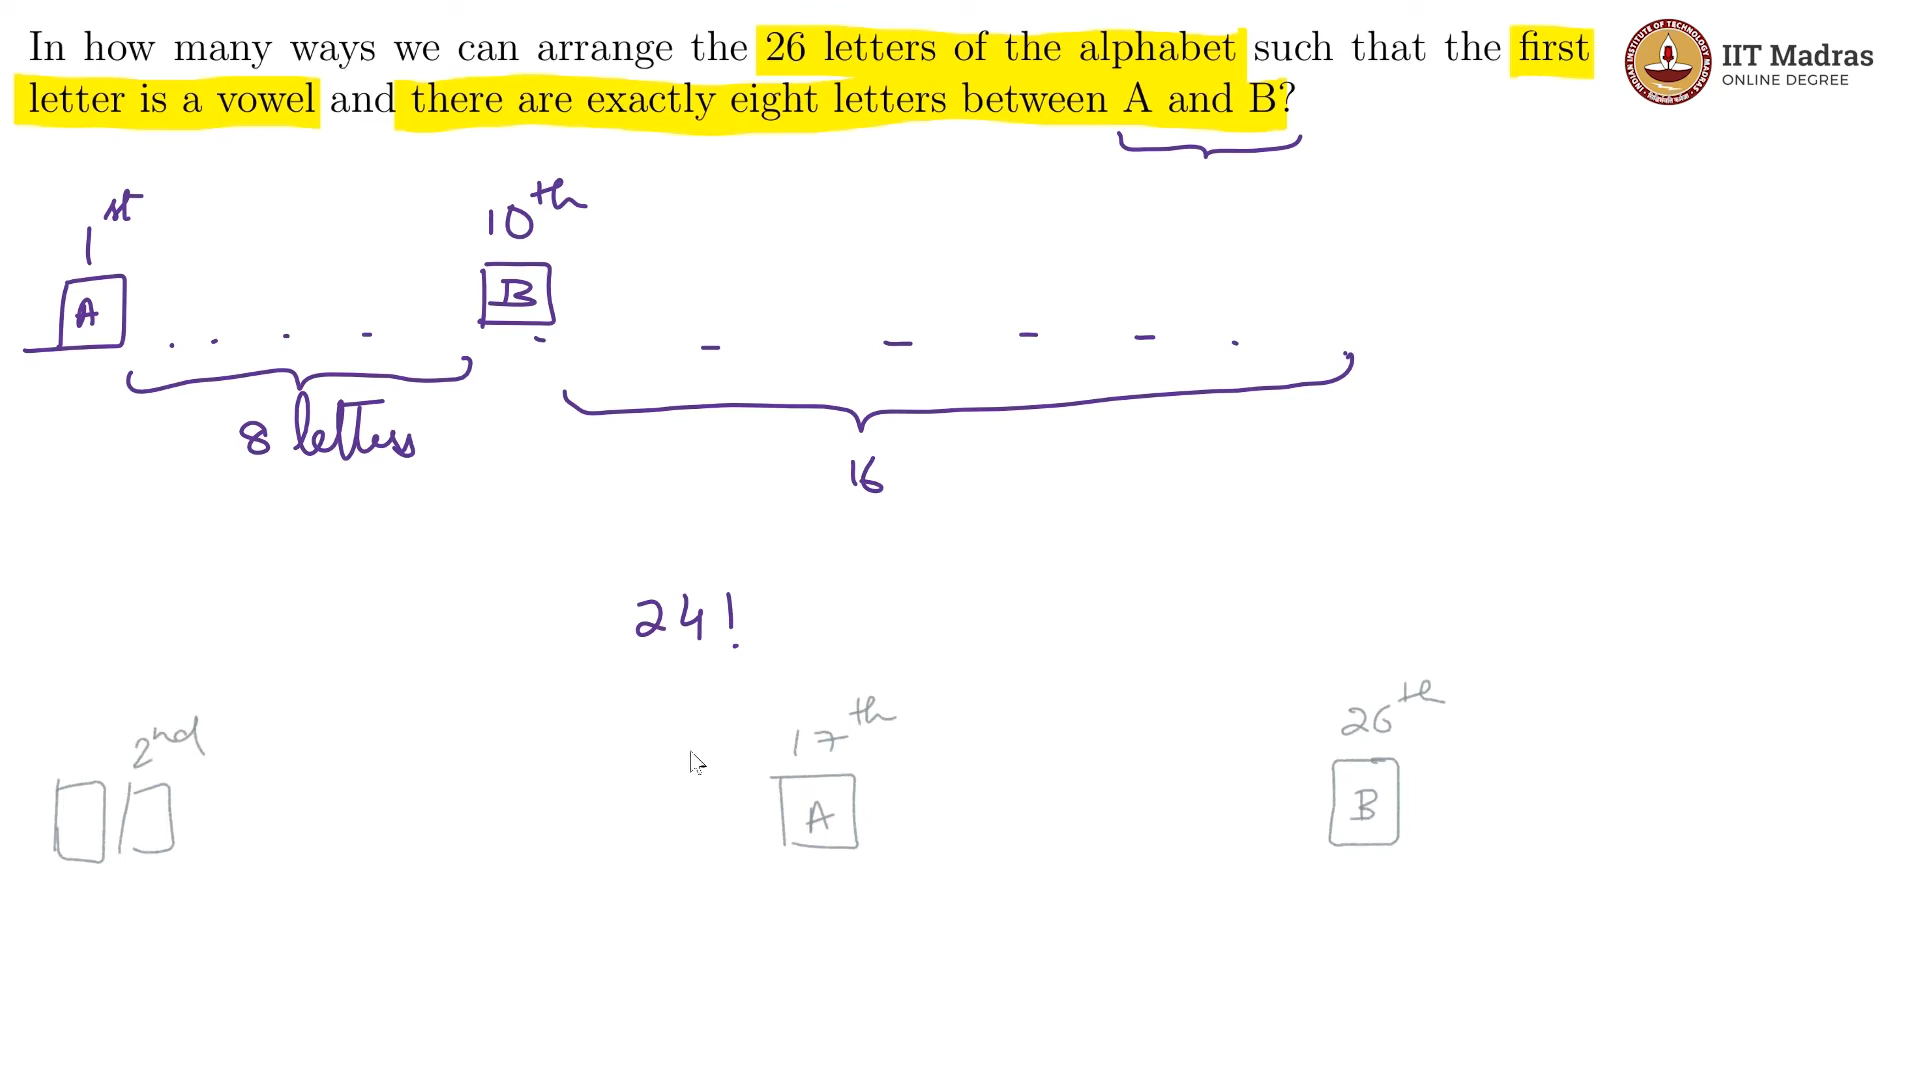 In how many ways we can arrange the 26 letters of the alphabet such that the first
letter is a vowel and there are exactly eight letters between A and B?
IIT Madras
ONLINE DEGREE
1st 10th
A B
8 letters
16
24!
2nd 17th 26th
A B